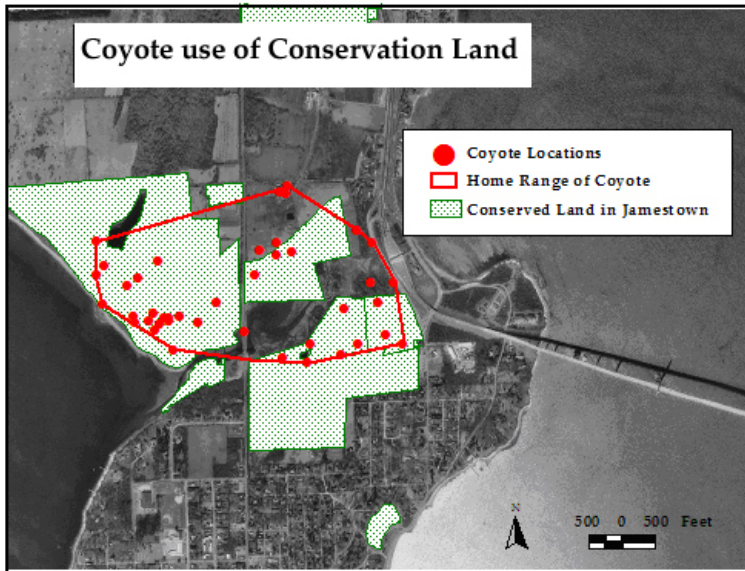 Coyote use of Conservation Land
Coyote Locations
Home Range of Coyote
Conserved Land in Jamestown
N
500 0 500 Feet